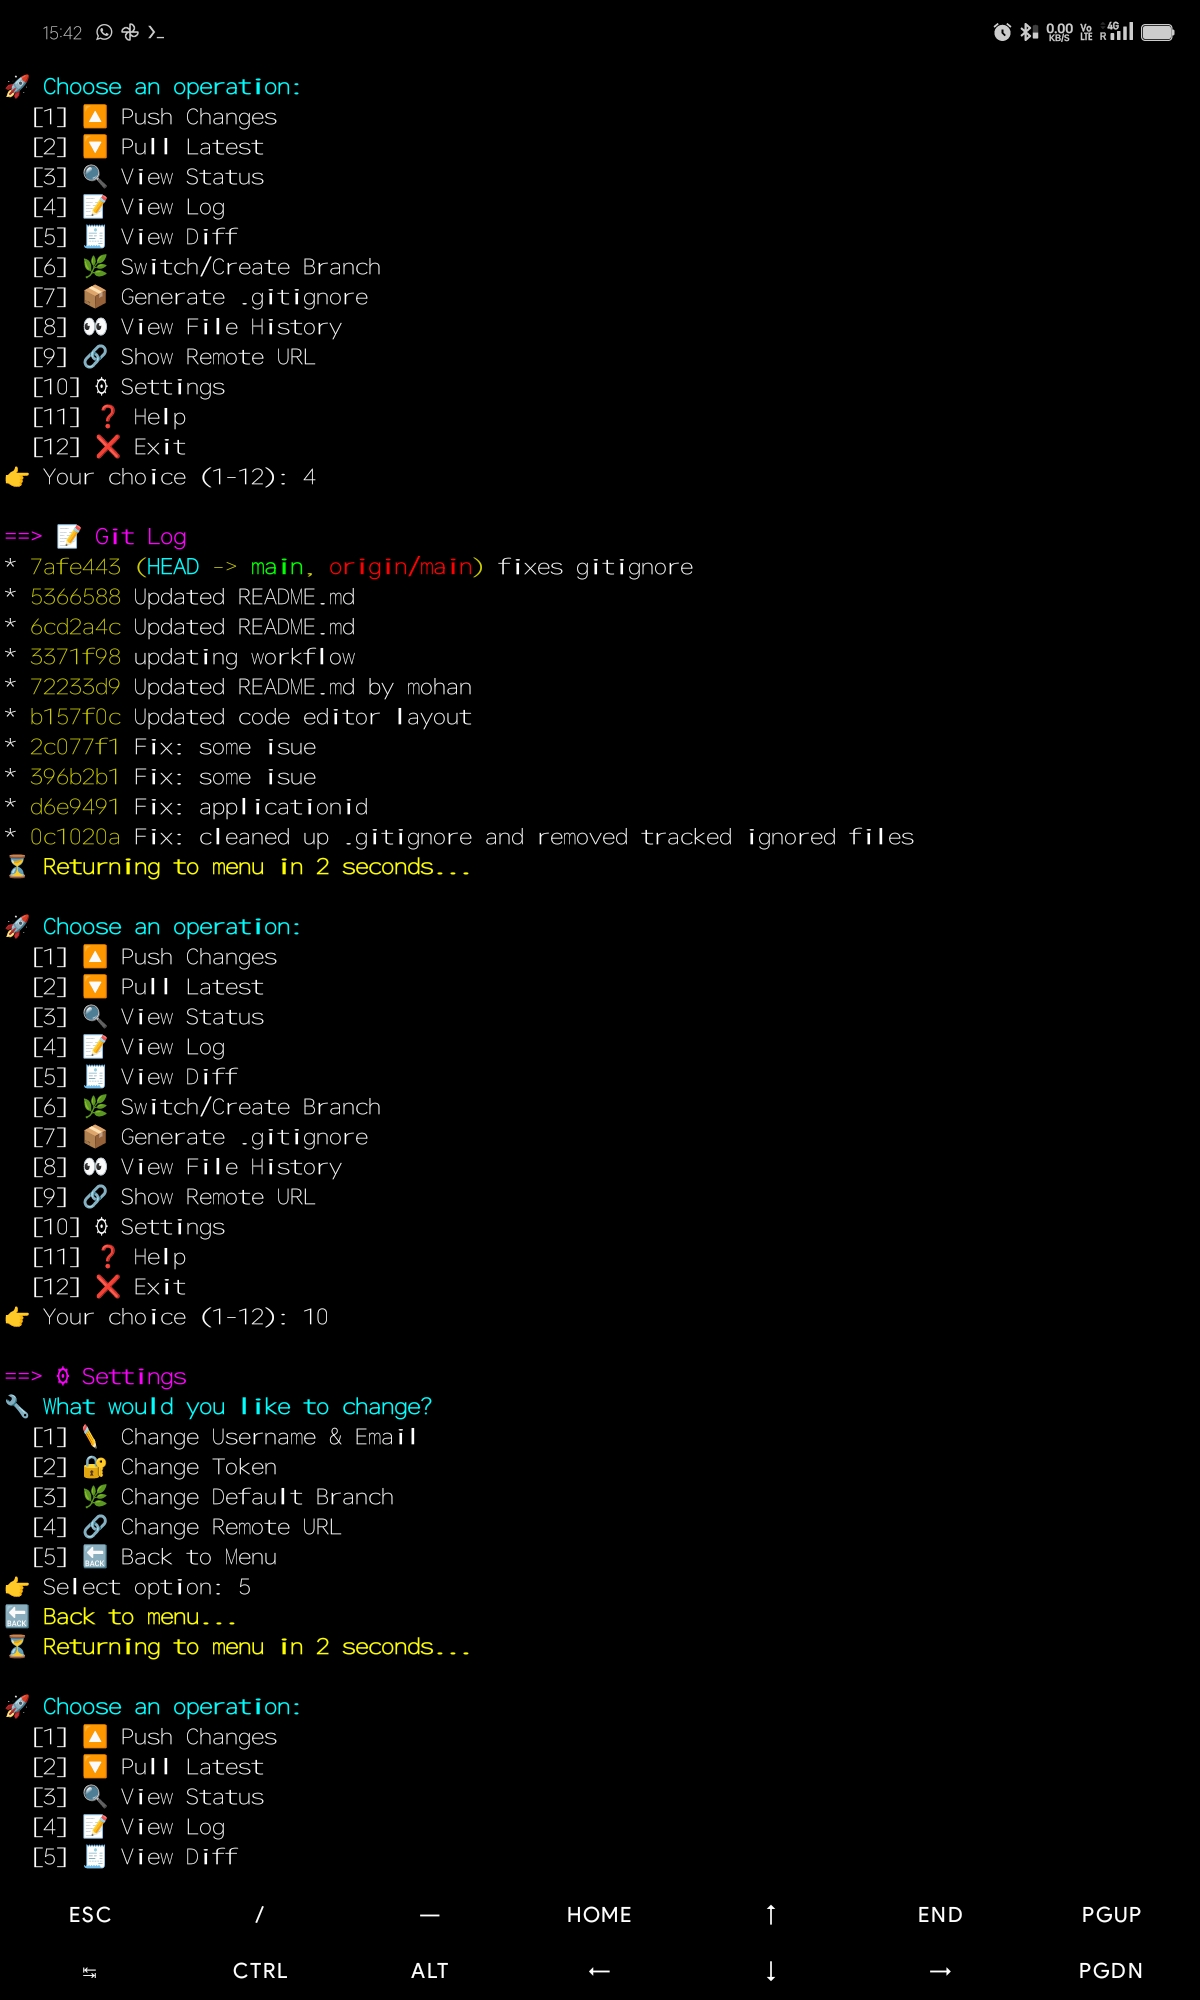 15:42 0.00 KB/S Vo LTE R 4G
🚀 Choose an operation:
[1] 🔼 Push Changes
[2] 🔽 Pull Latest
[3] 🔍 View Status
[4] 📝 View Log
[5] 🧾 View Diff
[6] 🌿 Switch/Create Branch
[7] 📦 Generate .gitignore
[8] 👀 View File History
[9] 🔗 Show Remote URL
[10] ⚙ Settings
[11] ❓ Help
[12] ❌ Exit
👉 Your choice (1-12): 4
==> 📝 Git Log
* 7afe443 (HEAD -> main, origin/main) fixes gitignore
* 5366588 Updated README.md
* 6cd2a4c Updated README.md
* 3371f98 updating workflow
* 72233d9 Updated README.md by mohan
* b157f0c Updated code editor layout
* 2c077f1 Fix: some isue
* 396b2b1 Fix: some isue
* d6e9491 Fix: applicationid
* 0c1020a Fix: cleaned up .gitignore and removed tracked ignored files
⏳ Returning to menu in 2 seconds...
🚀 Choose an operation:
[1] 🔼 Push Changes
[2] 🔽 Pull Latest
[3] 🔍 View Status
[4] 📝 View Log
[5] 🧾 View Diff
[6] 🌿 Switch/Create Branch
[7] 📦 Generate .gitignore
[8] 👀 View File History
[9] 🔗 Show Remote URL
[10] ⚙ Settings
[11] ❓ Help
[12] ❌ Exit
👉 Your choice (1-12): 10
==> ⚙ Settings
🔧 What would you like to change?
[1] ✏ Change Username & Email
[2] 🔐 Change Token
[3] 🌿 Change Default Branch
[4] 🔗 Change Remote URL
[5] 🔙 Back to Menu
👉 Select option: 5
🔙 Back to menu...
⏳ Returning to menu in 2 seconds...
🚀 Choose an operation:
[1] 🔼 Push Changes
[2] 🔽 Pull Latest
[3] 🔍 View Status
[4] 📝 View Log
[5] 🧾 View Diff
ESC / — HOME ↑ END PGUP
↹ CTRL ALT ← ↓ → PGDN